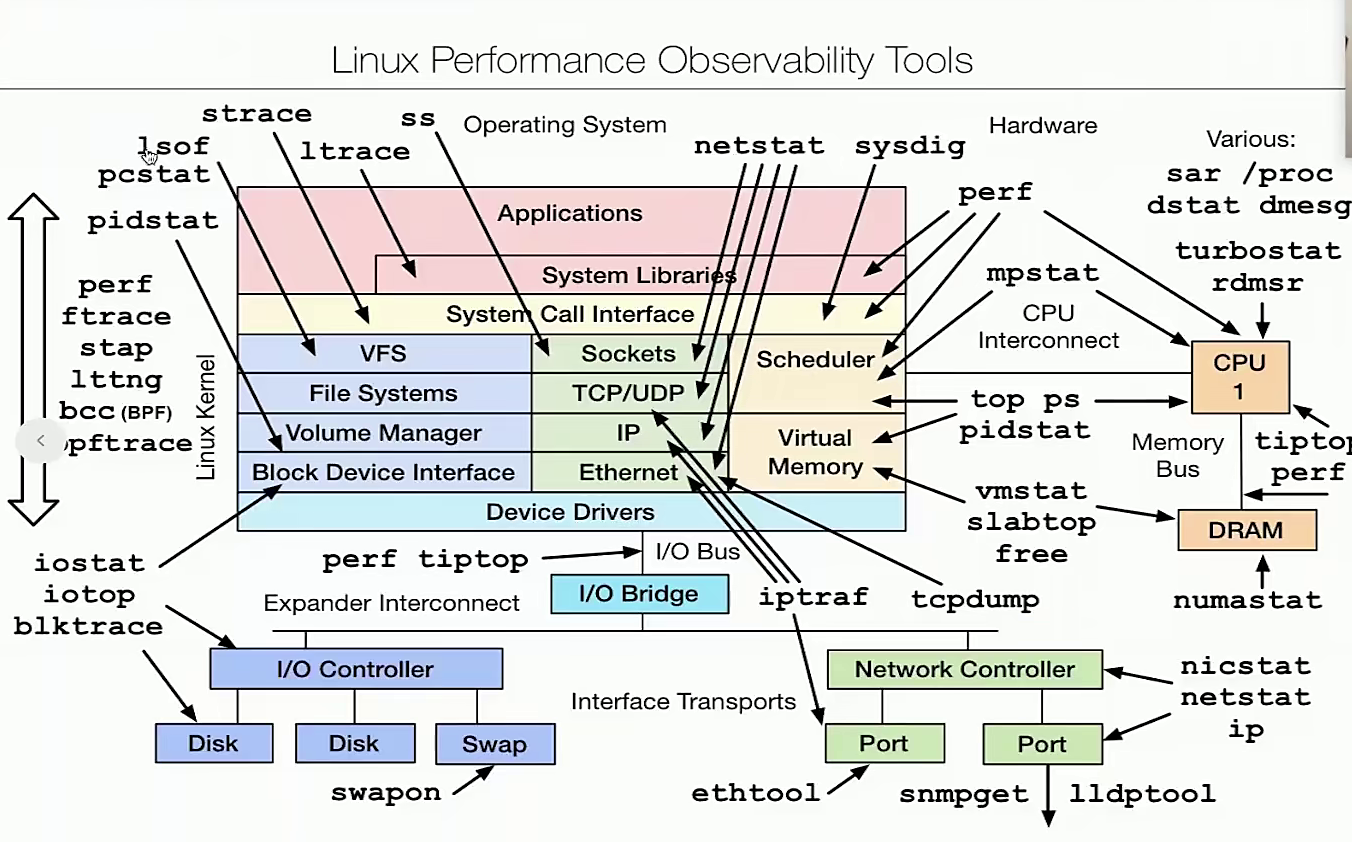 Linux Performance Observability Tools
strace
ss
Operating System
Hardware
Various:
lsof
ltrace
netstat
sysdig
pcstat
sar /proc
dstat dmesg
perf
pidstat
Applications
turbostat
rdmsr
System Libraries
mpstat
perf
ftrace
stap
lttng
bcc (BPF)
bpftrace
Linux Kernel
System Call Interface
CPU
Interconnect
VFS
Sockets
Scheduler
CPU
1
File Systems
TCP/UDP
top ps
pidstat
Volume Manager
IP
Virtual
Memory
Memory
Bus
tiptop
perf
Block Device Interface
Ethernet
vmstat
slabtop
free
Device Drivers
DRAM
iostat
iotop
blktrace
perf tiptop
I/O Bus
I/O Bridge
iptraf
tcpdump
numastat
Expander Interconnect
I/O Controller
Network Controller
nicstat
netstat
ip
Interface Transports
Disk
Disk
Swap
Port
Port
swapon
ethtool
snmpget
lldptool